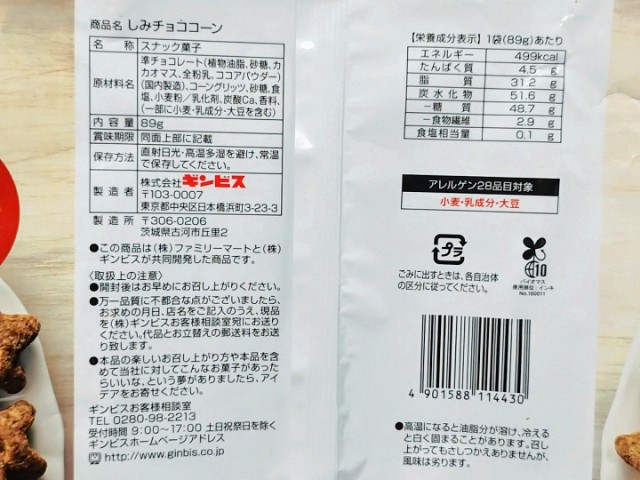 商品名 しみチョココーン
名称 スナック菓子
原材料名 準チョコレート(植物油脂、砂糖、カ
カオマス、全粉乳、ココアパウダー)
(国内製造)、コーングリッツ、砂糖、食
塩、小麦粉/乳化剤、炭酸Ca、香料、
(一部に小麦・乳成分・大豆を含む)
内容量 89g
賞味期限 同面上部に記載
保存方法 直射日光・高温多湿を避け、常温
で保存してください。
製造者 株式会社ギンビス
〒103-0007
東京都中央区日本橋浜町3-23-3
製造所 〒306-0206
茨城県古河市丘里2
●この商品は(株)ファミリーマートと(株)
ギンビスが共同開発した商品です。
〈取扱上の注意〉
●開封後はお早めにお召し上がりください。
●万一品質に不都合な点がございましたら、
お求めの月日、店名をご記入のうえ、現品
を(株)ギンビスお客様相談室宛にお送り
ください。代品とお立替えの郵送料をお送
り致します。
●本品の楽しいお召し上がり方や本品を含
めて当社に対してこんなお菓子があった
らいいな、という夢がありましたら、アイ
デアをお寄せください。
ギンビスお客様相談室
TEL 0280-98-2213
受付時間 9:00〜17:00 土日祝祭日を除く
ギンビスホームページアドレス
http://www.ginbis.co.jp
【栄養成分表示】1袋(89g)あたり
エネルギー 499kcal
たんぱく質 4.5 g
脂質 31.2 g
炭水化物 51.6 g
−糖質 48.7 g
−食物繊維 2.9 g
食塩相当量 0.1 g
アレルゲン28品目対象
小麦・乳成分・大豆
プラ
ごみに出すときは、各自治体
の区分に従ってください。
10
バイオマス
使用部位:インキ
No.160011
4 901588 114430
●高温になると油脂分が溶け、冷える
と白く固まることがあります。召し
上がってもさしつかえありませんが、
風味は劣ります。